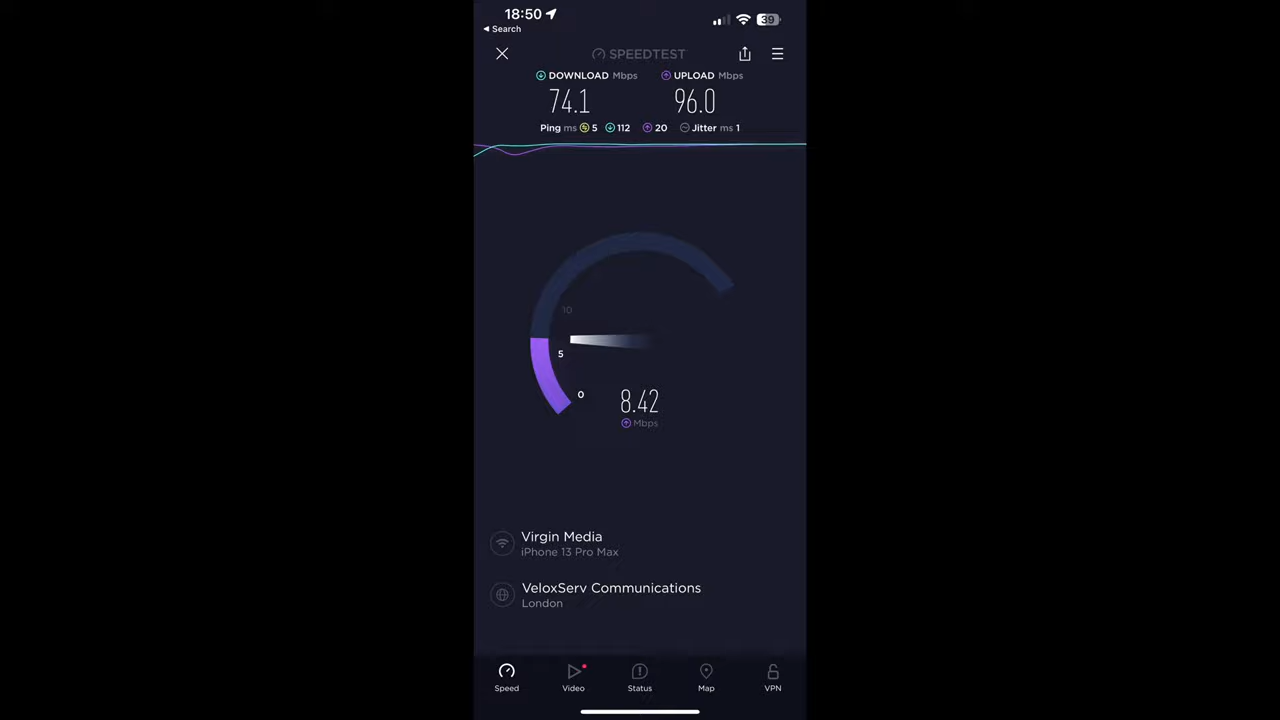 18:50
39
Search
SPEEDTEST
DOWNLOAD Mbps
UPLOAD Mbps
74.1
96.0
Ping ms 5 112 20 Jitter ms 1
10
5
0
8.42
Mbps
Virgin Media
iPhone 13 Pro Max
VeloxServ Communications
London
Speed
Video
Status
Map
VPN